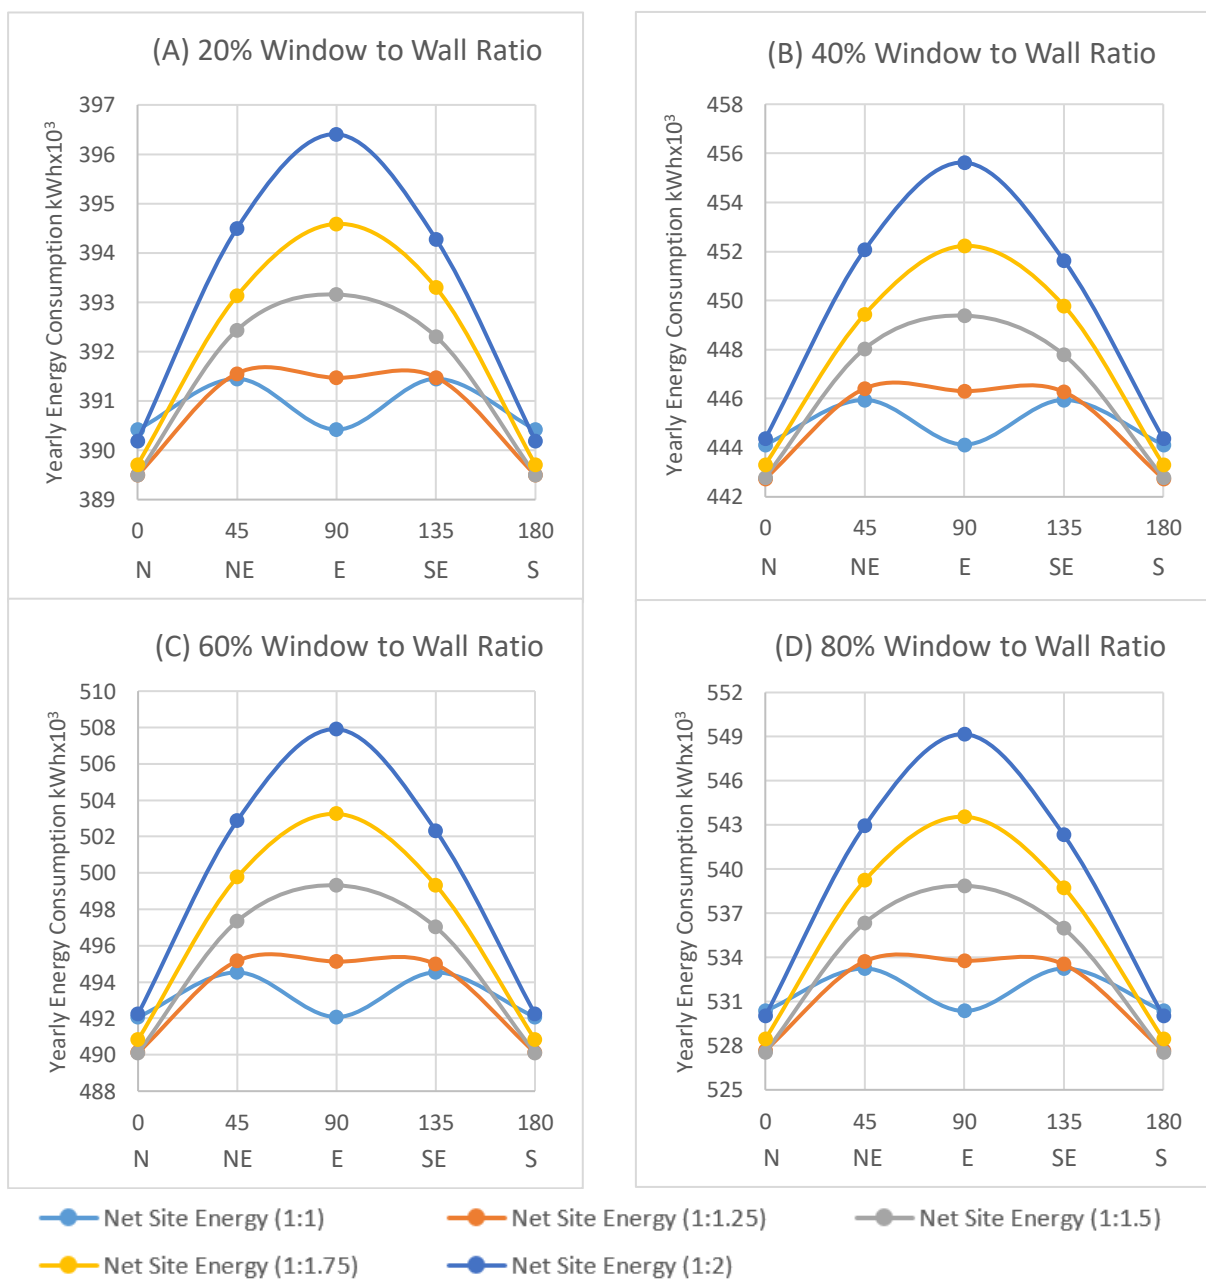 (A) 20% Window to Wall Ratio
Yearly Energy Consumption kWhx10³
397
396
395
394
393
392
391
390
389
0 45 90 135 180
N NE E SE S
(B) 40% Window to Wall Ratio
Yearly Energy Consumption kWhx10³
458
456
454
452
450
448
446
444
442
0 45 90 135 180
N NE E SE S
(C) 60% Window to Wall Ratio
Yearly Energy Consumption kWhx10³
510
508
506
504
502
500
498
496
494
492
490
488
0 45 90 135 180
N NE E SE S
(D) 80% Window to Wall Ratio
Yearly Energy Consumption kWhx10³
552
549
546
543
540
537
534
531
528
525
0 45 90 135 180
N NE E SE S
Net Site Energy (1:1) Net Site Energy (1:1.25) Net Site Energy (1:1.5)
Net Site Energy (1:1.75) Net Site Energy (1:2)